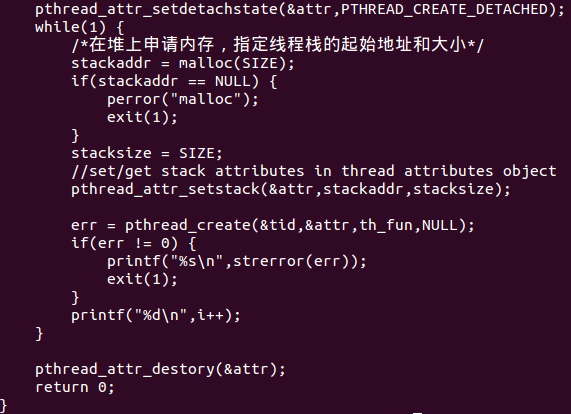 pthread_attr_setdetachstate(&attr,PTHREAD_CREATE_DETACHED);
while(1) {
/*在堆上申请内存，指定线程栈的起始地址和大小*/
stackaddr = malloc(SIZE);
if(stackaddr == NULL) {
perror("malloc");
exit(1);
}
stacksize = SIZE;
//set/get stack attributes in thread attributes object
pthread_attr_setstack(&attr,stackaddr,stacksize);
err = pthread_create(&tid,&attr,th_fun,NULL);
if(err != 0) {
printf("%s\n",strerror(err));
exit(1);
}
printf("%d\n",i++);
}
pthread_attr_destory(&attr);
return 0;
}